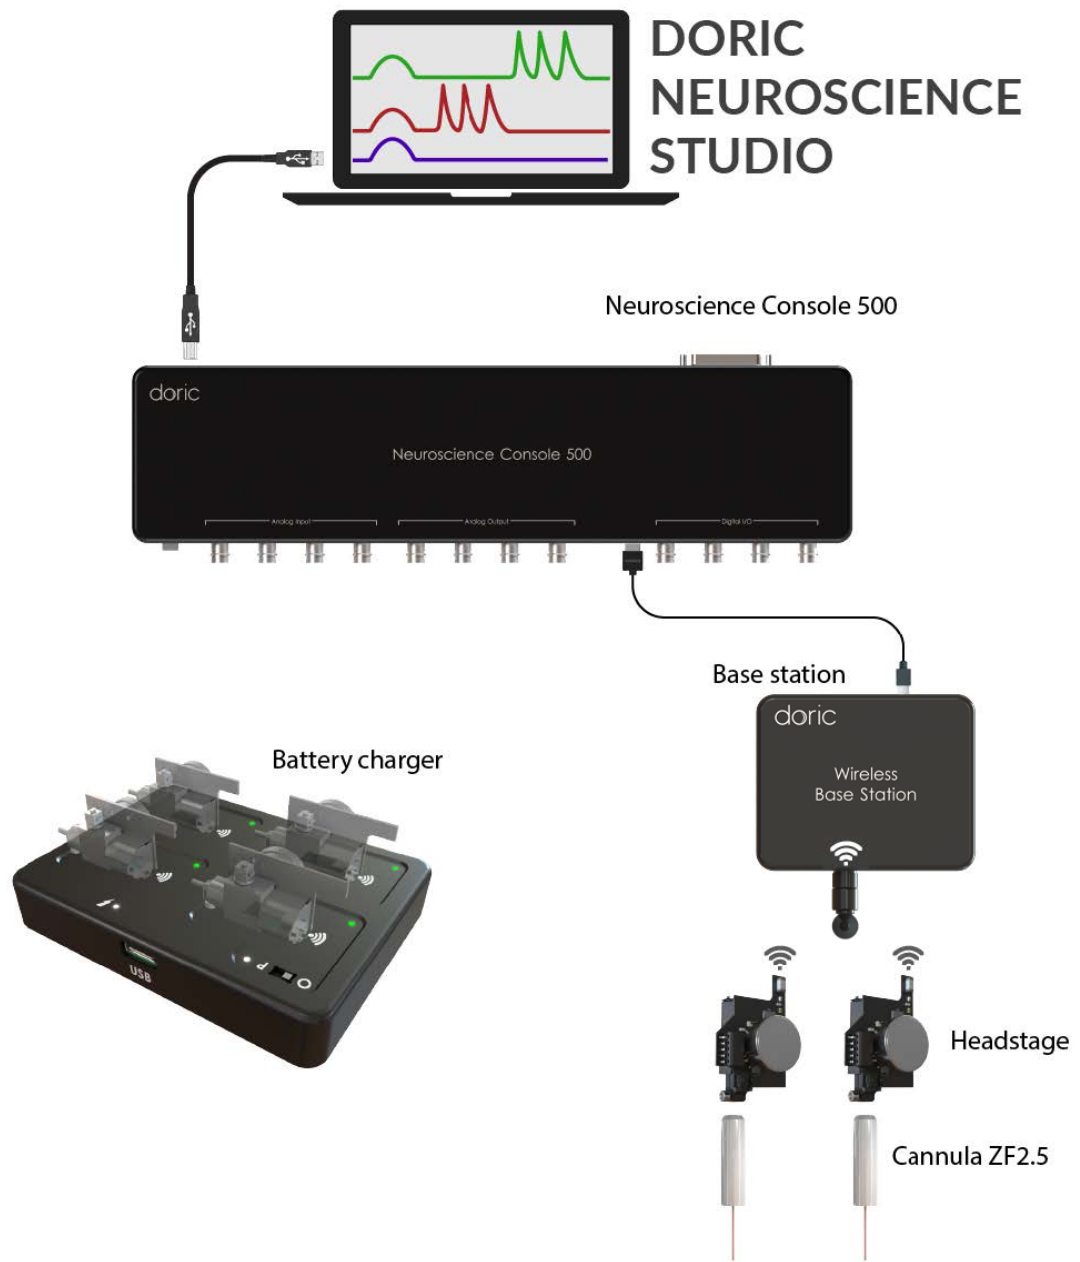 DORIC
NEUROSCIENCE
STUDIO
Neuroscience Console 500
doric
Neuroscience Console 500
Analog Input
Analog Output
Digital I/O
Base station
doric
Wireless
Base Station
Battery charger
USB
P
O
Headstage
Cannula ZF2.5